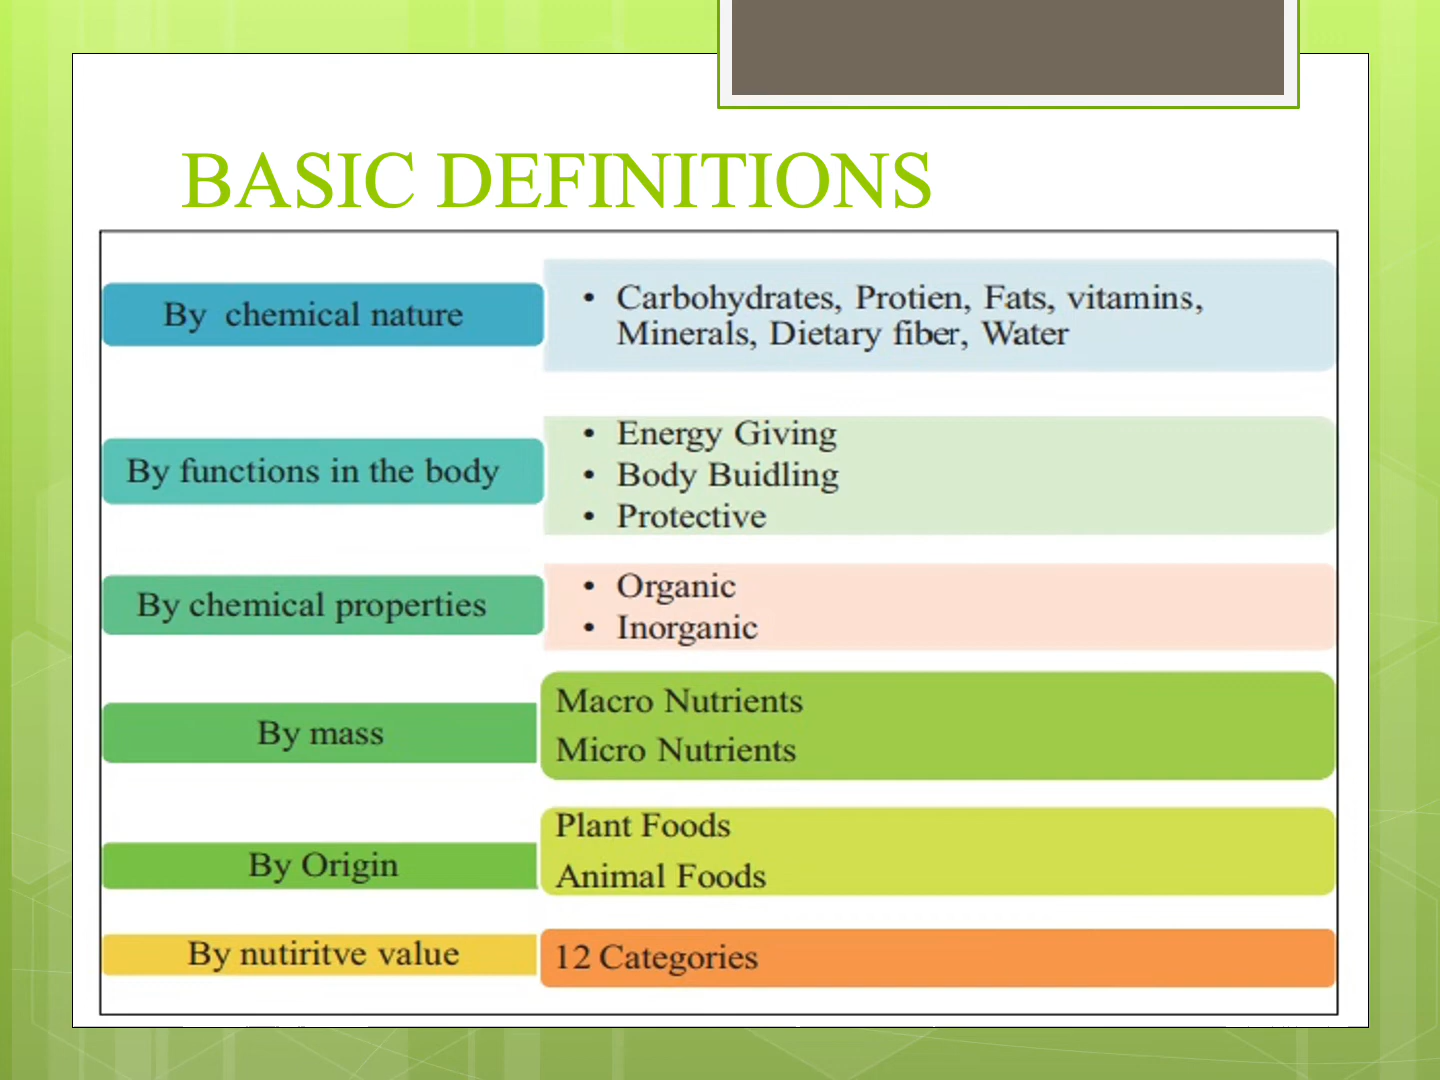 BASIC DEFINITIONS
By chemical nature
• Carbohydrates, Protien, Fats, vitamins,
Minerals, Dietary fiber, Water
By functions in the body
• Energy Giving
• Body Buidling
• Protective
By chemical properties
• Organic
• Inorganic
By mass
Macro Nutrients
Micro Nutrients
By Origin
Plant Foods
Animal Foods
By nutiritve value
12 Categories